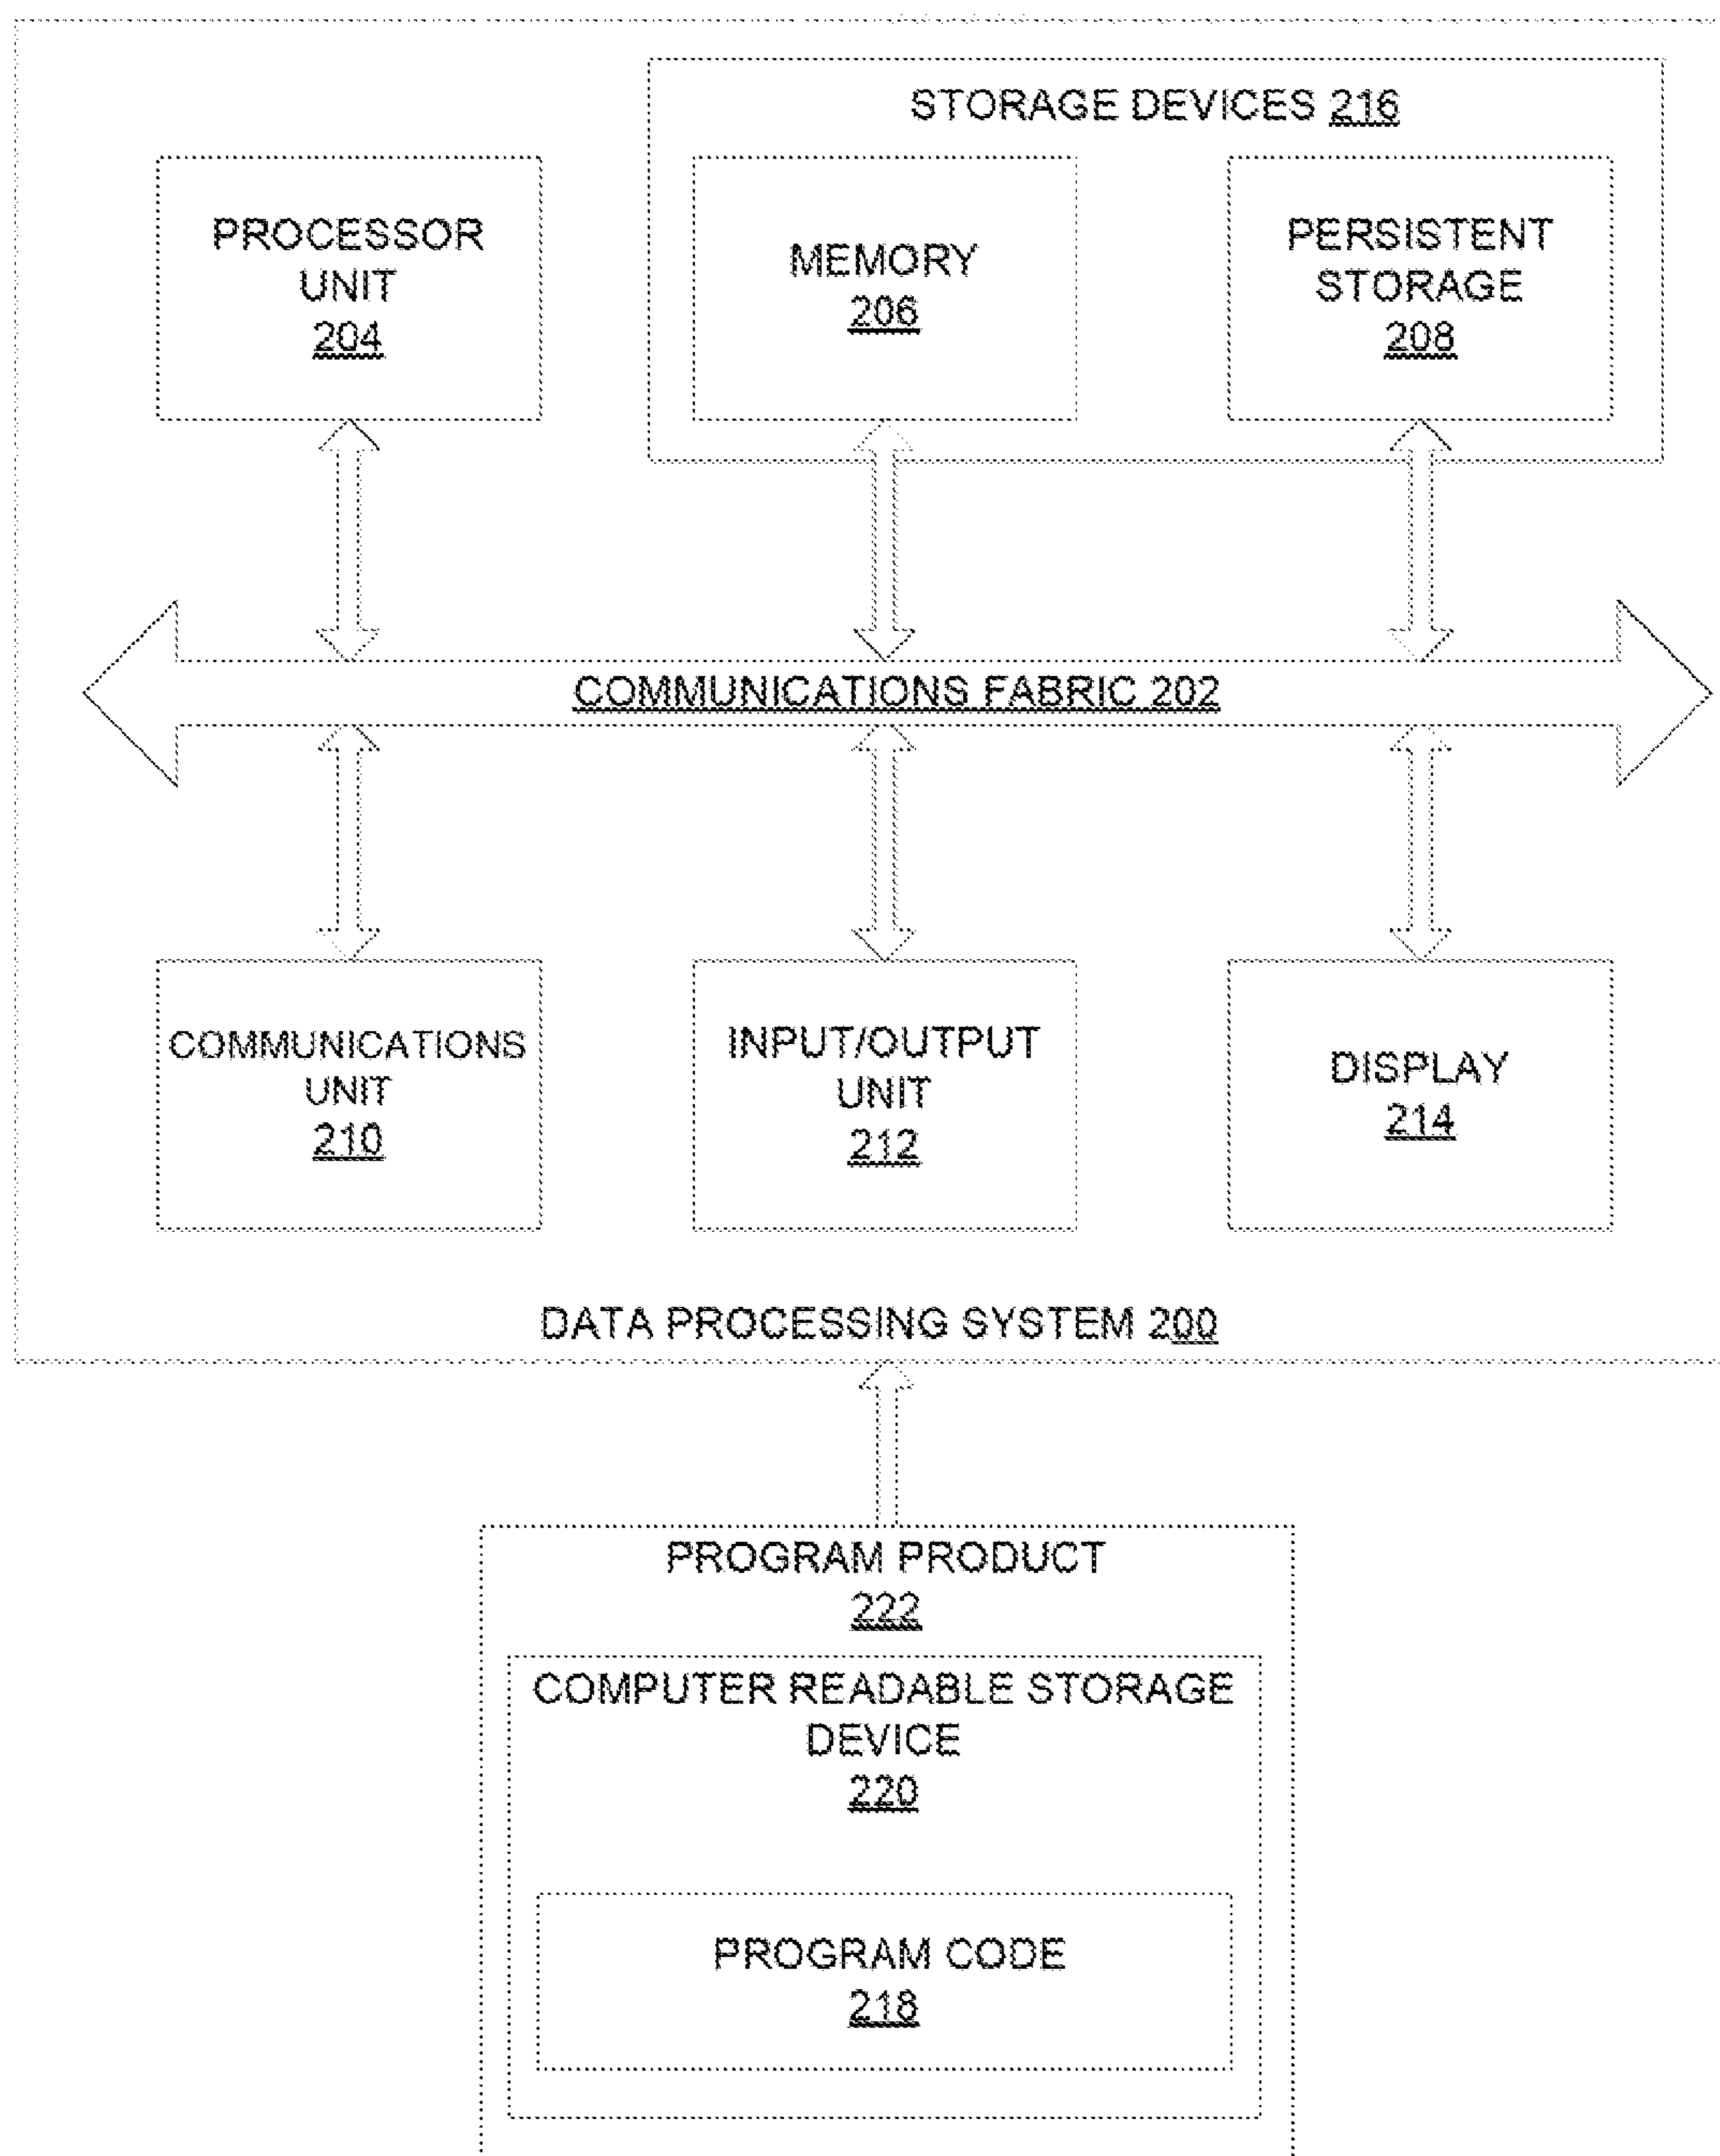 STORAGE DEVICES 216
PROCESSOR
UNIT
204
MEMORY
206
PERSISTENT
STORAGE
208
COMMUNICATIONS FABRIC 202
COMMUNICATIONS
UNIT
210
INPUT/OUTPUT
UNIT
212
DISPLAY
214
DATA PROCESSING SYSTEM 200
PROGRAM PRODUCT
222
COMPUTER READABLE STORAGE
DEVICE
220
PROGRAM CODE
218